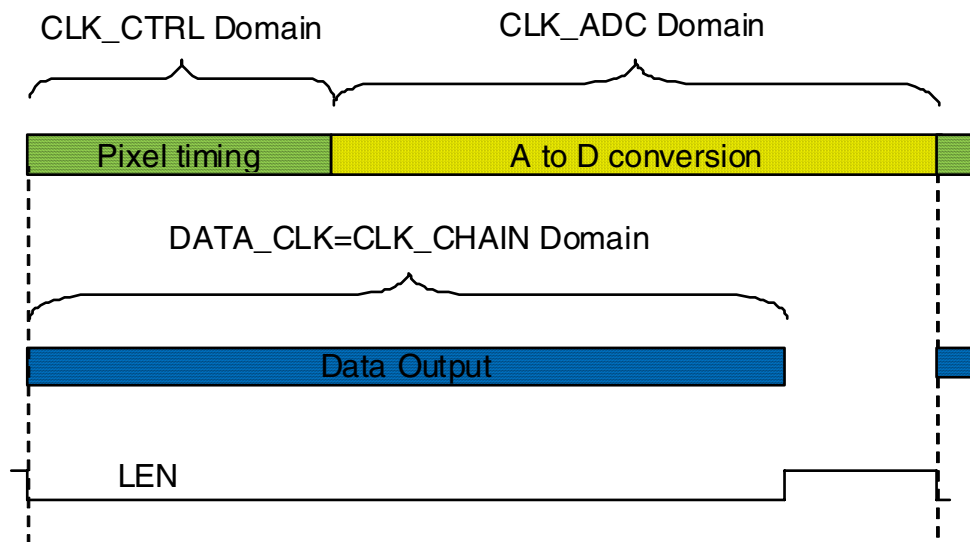 CLK_CTRL Domain
CLK_ADC Domain
Pixel timing
A to D conversion
DATA_CLK=CLK_CHAIN Domain
Data Output
LEN